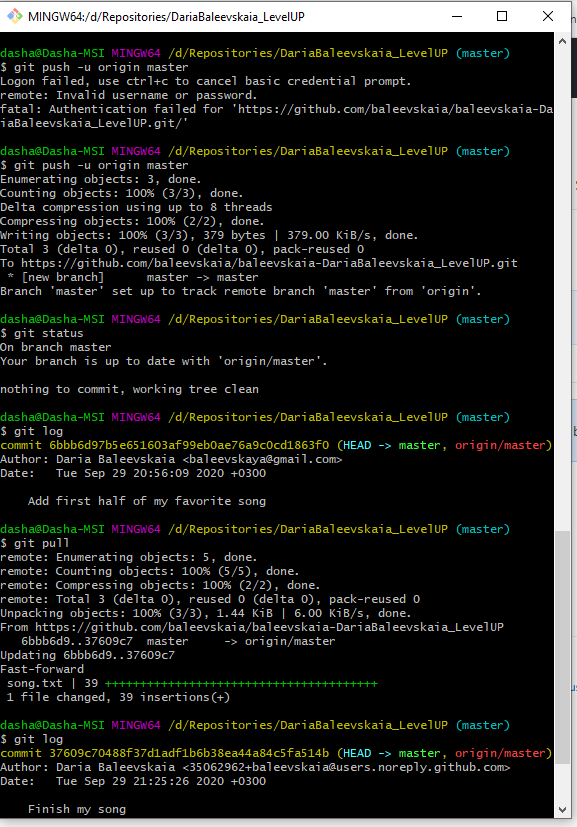 MINGW64:/d/Repositories/DariaBaleevskaia_LevelUP
dasha@Dasha-MSI MINGW64 /d/Repositories/DariaBaleevskaia_LevelUP (master)
$ git push -u origin master
Logon failed, use ctrl+c to cancel basic credential prompt.
remote: Invalid username or password.
fatal: Authentication failed for 'https://github.com/baleevskaia/baleevskaia-Da
riaBaleevskaia_LevelUP.git/'
dasha@Dasha-MSI MINGW64 /d/Repositories/DariaBaleevskaia_LevelUP (master)
$ git push -u origin master
Enumerating objects: 3, done.
Counting objects: 100% (3/3), done.
Delta compression using up to 8 threads
Compressing objects: 100% (2/2), done.
Writing objects: 100% (3/3), 379 bytes | 379.00 KiB/s, done.
Total 3 (delta 0), reused 0 (delta 0), pack-reused 0
To https://github.com/baleevskaia/baleevskaia-DariaBaleevskaia_LevelUP.git
 * [new branch]      master -> master
Branch 'master' set up to track remote branch 'master' from 'origin'.
dasha@Dasha-MSI MINGW64 /d/Repositories/DariaBaleevskaia_LevelUP (master)
$ git status
On branch master
Your branch is up to date with 'origin/master'.
nothing to commit, working tree clean
dasha@Dasha-MSI MINGW64 /d/Repositories/DariaBaleevskaia_LevelUP (master)
$ git log
commit 6bbb6d97b5e651603af99eb0ae76a9c0cd1863f0 (HEAD -> master, origin/master)
Author: Daria Baleevskaia <baleevskaya@gmail.com>
Date:   Tue Sep 29 20:56:09 2020 +0300
    Add first half of my favorite song
dasha@Dasha-MSI MINGW64 /d/Repositories/DariaBaleevskaia_LevelUP (master)
$ git pull
remote: Enumerating objects: 5, done.
remote: Counting objects: 100% (5/5), done.
remote: Compressing objects: 100% (2/2), done.
remote: Total 3 (delta 0), reused 0 (delta 0), pack-reused 0
Unpacking objects: 100% (3/3), 1.44 KiB | 6.00 KiB/s, done.
From https://github.com/baleevskaia/baleevskaia-DariaBaleevskaia_LevelUP
   6bbb6d9..37609c7  master     -> origin/master
Updating 6bbb6d9..37609c7
Fast-forward
 song.txt | 39 +++++++++++++++++++++++++++++++++++++++
 1 file changed, 39 insertions(+)
dasha@Dasha-MSI MINGW64 /d/Repositories/DariaBaleevskaia_LevelUP (master)
$ git log
commit 37609c70488f37d1adf1b6b38ea44a84c5fa514b (HEAD -> master, origin/master)
Author: Daria Baleevskaia <35062962+baleevskaia@users.noreply.github.com>
Date:   Tue Sep 29 21:25:26 2020 +0300
    Finish my song